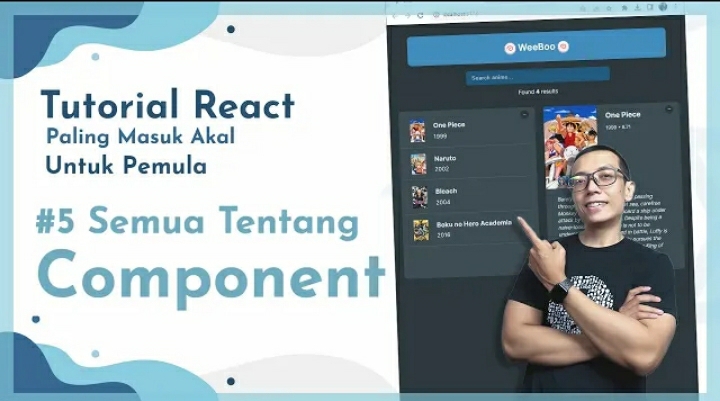 Tutorial React
Paling Masuk Akal
Untuk Pemula
#5 Semua Tentang
Component
WeeBoo
Search anime...
Found 4 results
One Piece
1999
Naruto
2002
Bleach
2004
Boku no Hero Academia
2016
One Piece
1999 • 8.71